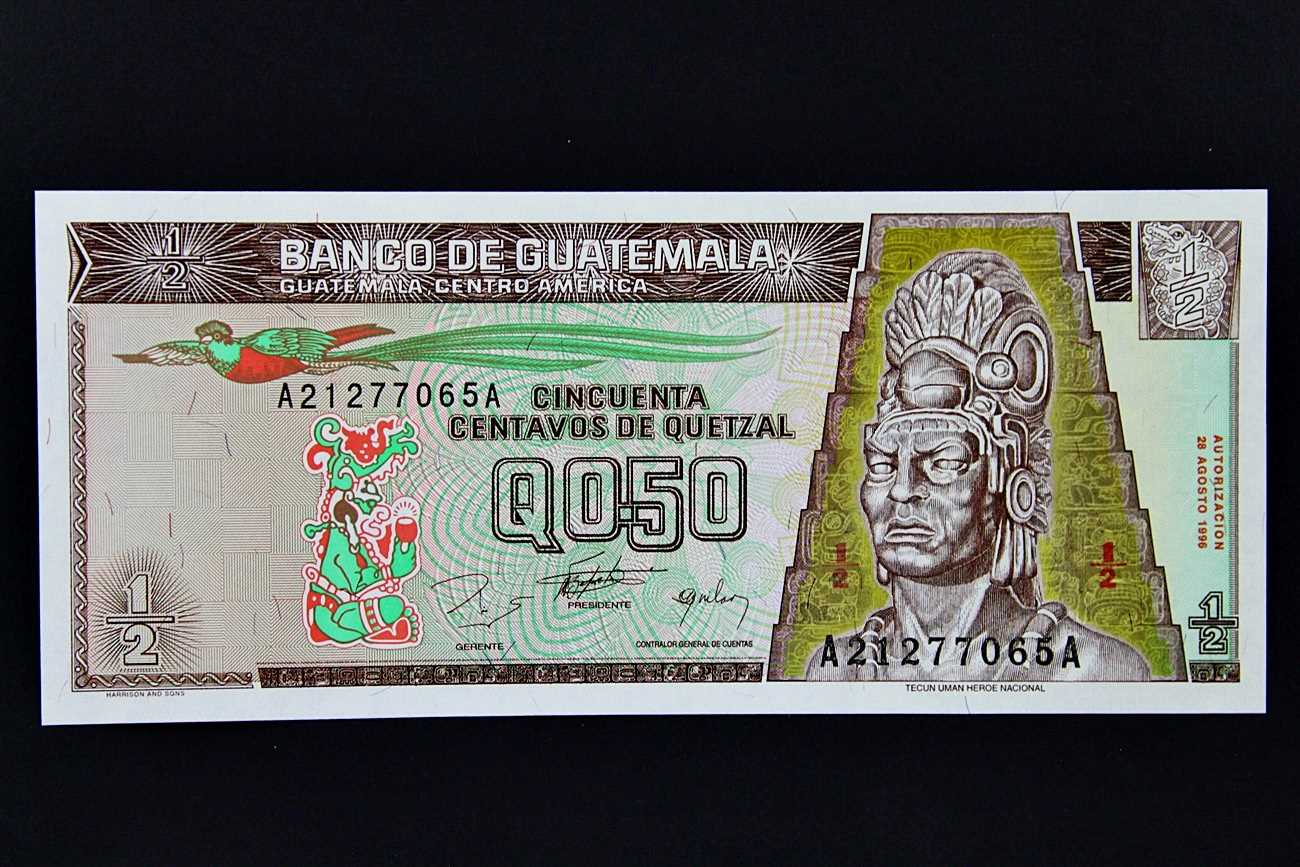 1/2
BANCO DE GUATEMALA
GUATEMALA, CENTRO AMERICA
1/2
A21277065A
CINCUENTA
CENTAVOS DE QUETZAL
Q0.50
AUTORIZACION
28 AGOSTO 1996
1/2
1/2
1/2
1/2
PRESIDENTE
GERENTE
CONTRALOR GENERAL DE CUENTAS
A21277065A
HARRISON AND SONS
TECUN UMAN HEROE NACIONAL